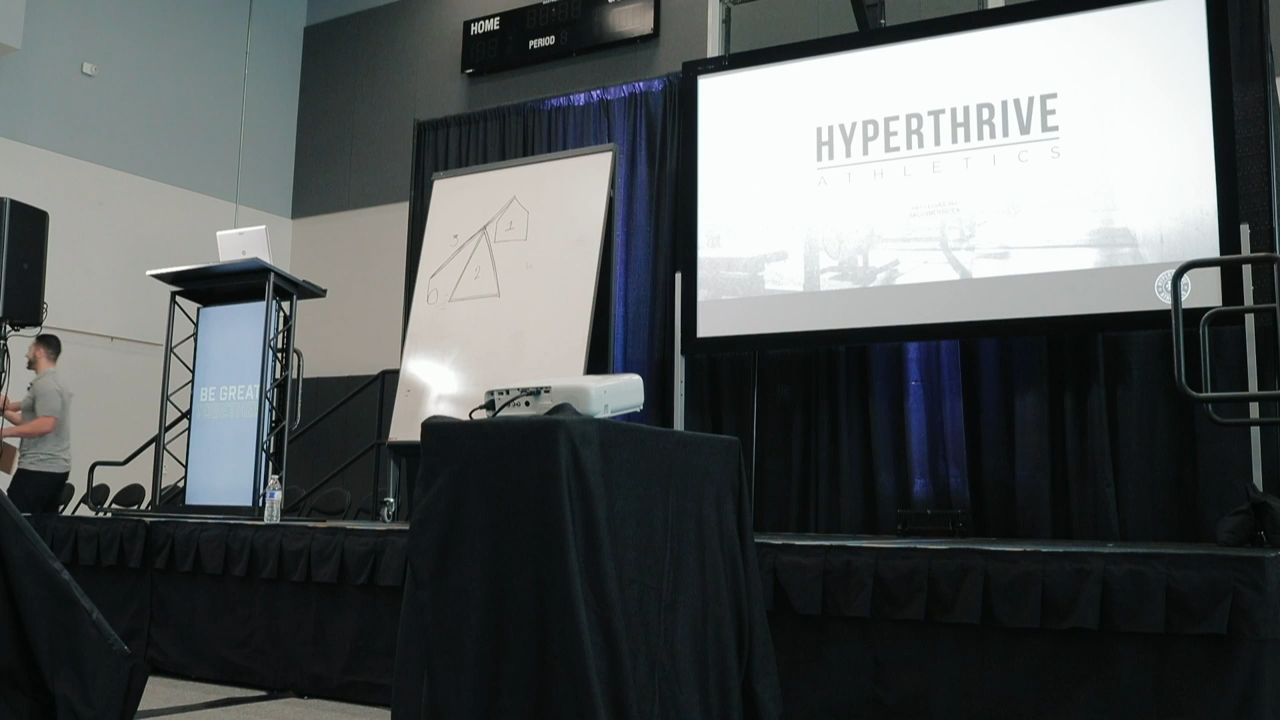 HOME
PERIOD
HYPERTHRIVE
ATHLETICS
1
3
2
BE GREAT